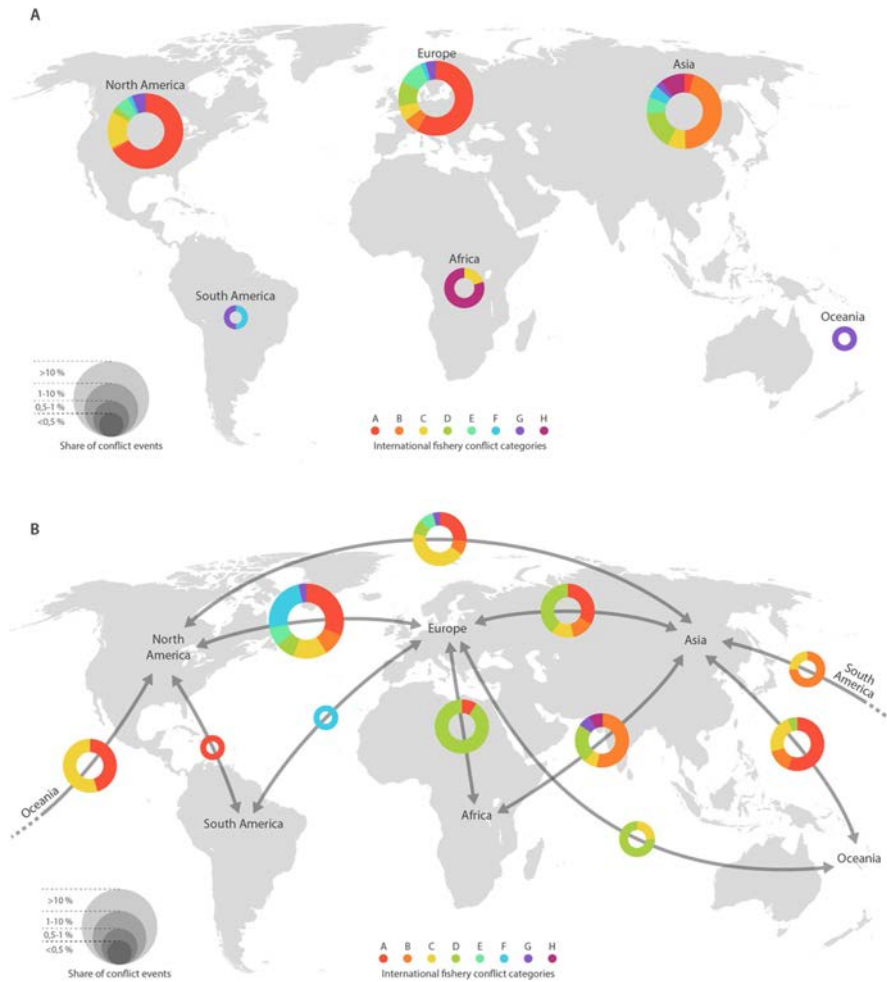 A
North America
Europe
Asia
Africa
South America
Oceania
>10 %
1-10 %
0,5-1 %
<0,5 %
Share of conflict events
A B C D E F G H
International fishery conflict categories
B
North
America
Europe
Asia
South
America
Oceania
South America
Africa
Oceania
>10 %
1-10 %
0,5-1 %
<0,5 %
Share of conflict events
A B C D E F G H
International fishery conflict categories